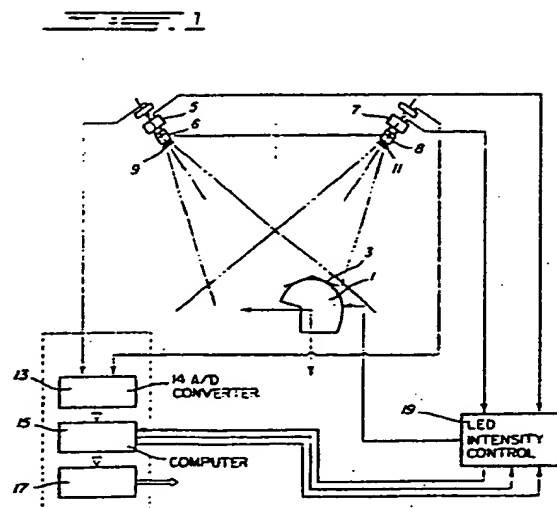 1
5
6
9
7
8
11
3
1
13
14 A/D
CONVERTER
15
COMPUTER
17
19
LED
INTENSITY
CONTROL